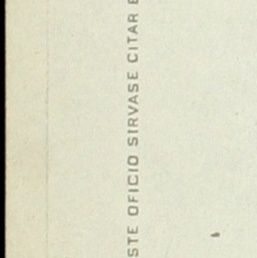 STE OFICIO SIRVASE CITAR E